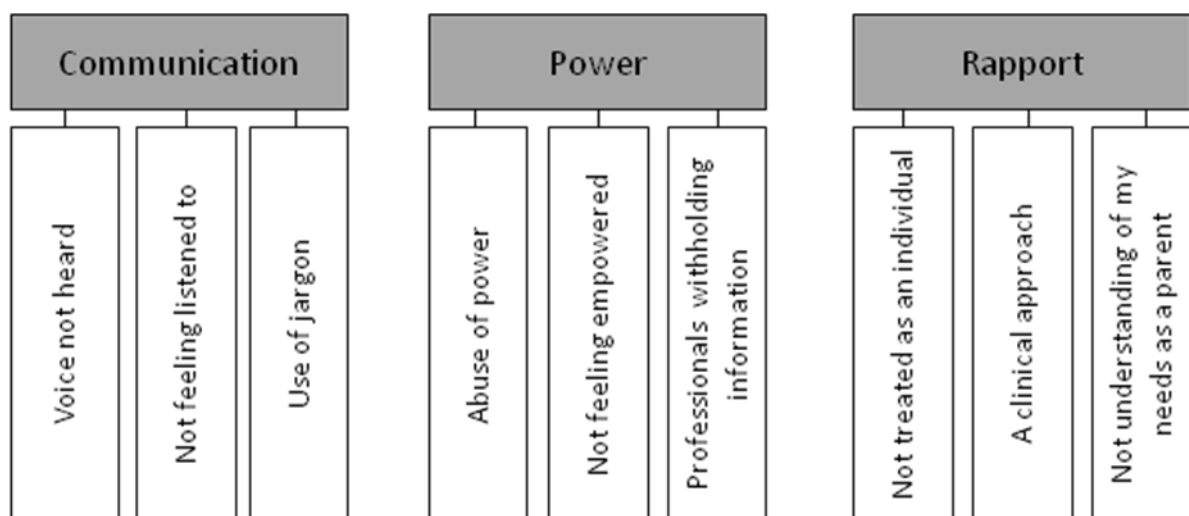 Communication
Voice not heard
Not feeling listened to
Use of jargon
Power
Abuse of power
Not feeling empowered
Professionals withholding
information
Rapport
Not treated as an individual
A clinical approach
Not understanding of my
needs as a parent